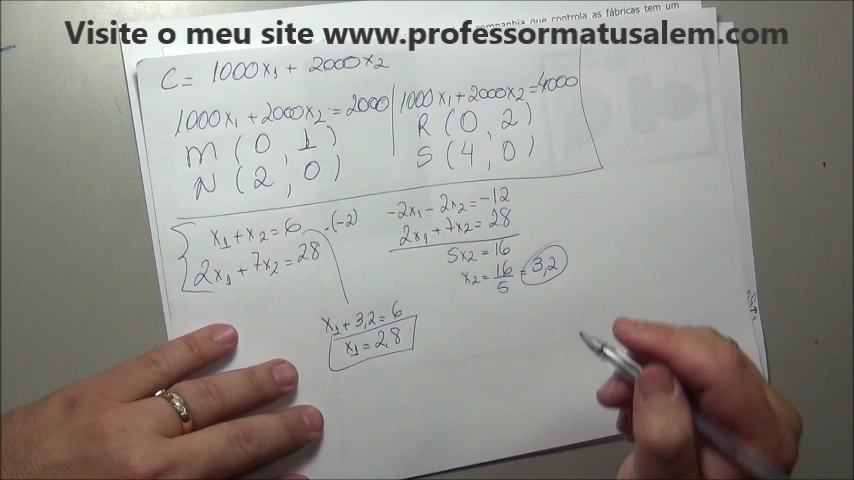 companhia que controla as fábricas tem um
Visite o meu site www.professormatusalem.com
C = 1000x₁ + 2000x₂
1000x₁ + 2000x₂ = 2000
M ( 0 , 1 )
N ( 2 , 0 )
1000x₁ + 2000x₂ = 4000
R ( 0 , 2 )
S ( 4 , 0 )
x₁ + x₂ = 6 .(-2)
2x₁ + 7x₂ = 28
-2x₁ - 2x₂ = -12
2x₁ + 7x₂ = 28
5x₂ = 16
x₂ = 16/5 = 3,2
x₁ + 3,2 = 6
x₁ = 2,8